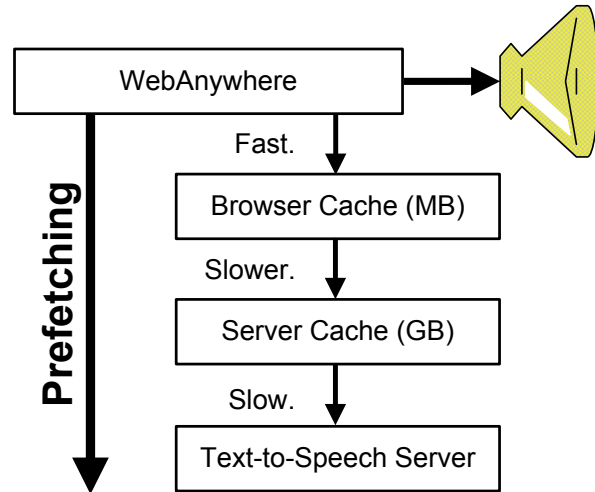 WebAnywhere
Fast.
Browser Cache (MB)
Slower.
Server Cache (GB)
Slow.
Text-to-Speech Server
Prefetching